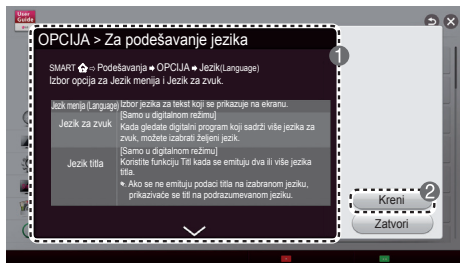 User
Guide
OPCIJA > Za podešavanje jezika
1
SMART ⇨ Podešavanja ➡ OPCIJA ➡ Jezik(Language)
Izbor opcija za Jezik menija i Jezik za zvuk.
Jezik menija (Language) Izbor jezika za tekst koji se prikazuje na ekranu.
Jezik za zvuk
[Samo u digitalnom režimu]
Kada gledate digitalni program koji sadrži više jezika za
zvuk, možete izabrati željeni jezik.
Jezik titla
[Samo u digitalnom režimu]
Koristite funkciju Titl kada se emituju dva ili više jezika
titla.
Ako se ne emituju podaci titla na izabranom jeziku,
prikazivaće se titl na podrazumevanom jeziku.
Kreni
2
Zatvori